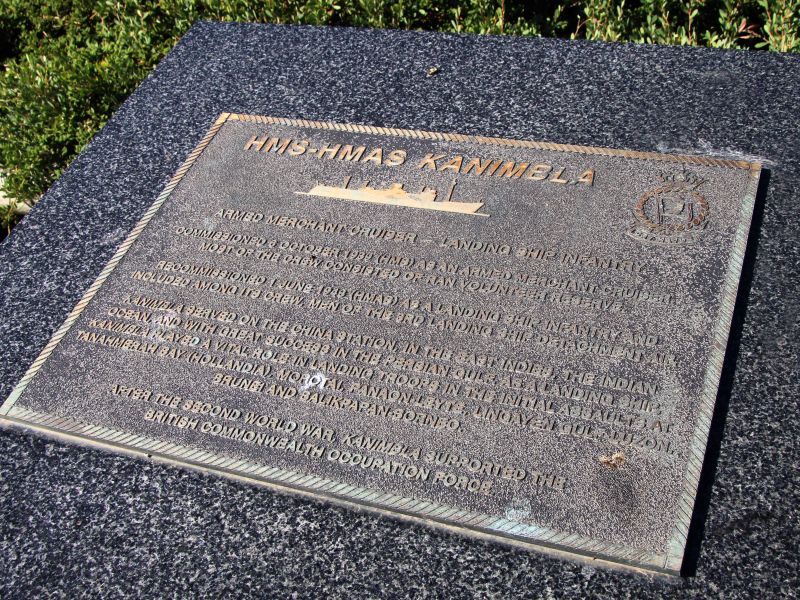 HMS-HMAS KANIMBLA
ARMED MERCHANT CRUISER – LANDING SHIP INFANTRY
COMMISSIONED 6 OCTOBER 1939 (HMS) AS AN ARMED MERCHANT CRUISER
MOST OF THE CREW CONSISTED OF RAN VOLUNTEER RESERVE
RECOMMISSIONED 1 JUNE 1943 (HMAS) AS A LANDING SHIP INFANTRY AND
INCLUDED AMONG ITS CREW, MEN OF THE 3RD LANDING SHIP DETACHMENT AIF
KANIMBLA SERVED ON THE CHINA STATION, IN THE EAST INDIES, THE INDIAN
OCEAN AND WITH GREAT SUCCESS IN THE PERSIAN GULF. AS A LANDING SHIP,
KANIMBLA PLAYED A VITAL ROLE IN LANDING TROOPS IN THE INITIAL ASSAULTS AT
TANAHMERAH BAY (HOLLANDIA), MOROTAI, PANAON LEYTE, LINGAYEN GULF LUZON,
BRUNEI AND BALIKPAPAN BORNEO.
AFTER THE SECOND WORLD WAR, KANIMBLA SUPPORTED THE
BRITISH COMMONWEALTH OCCUPATION FORCE